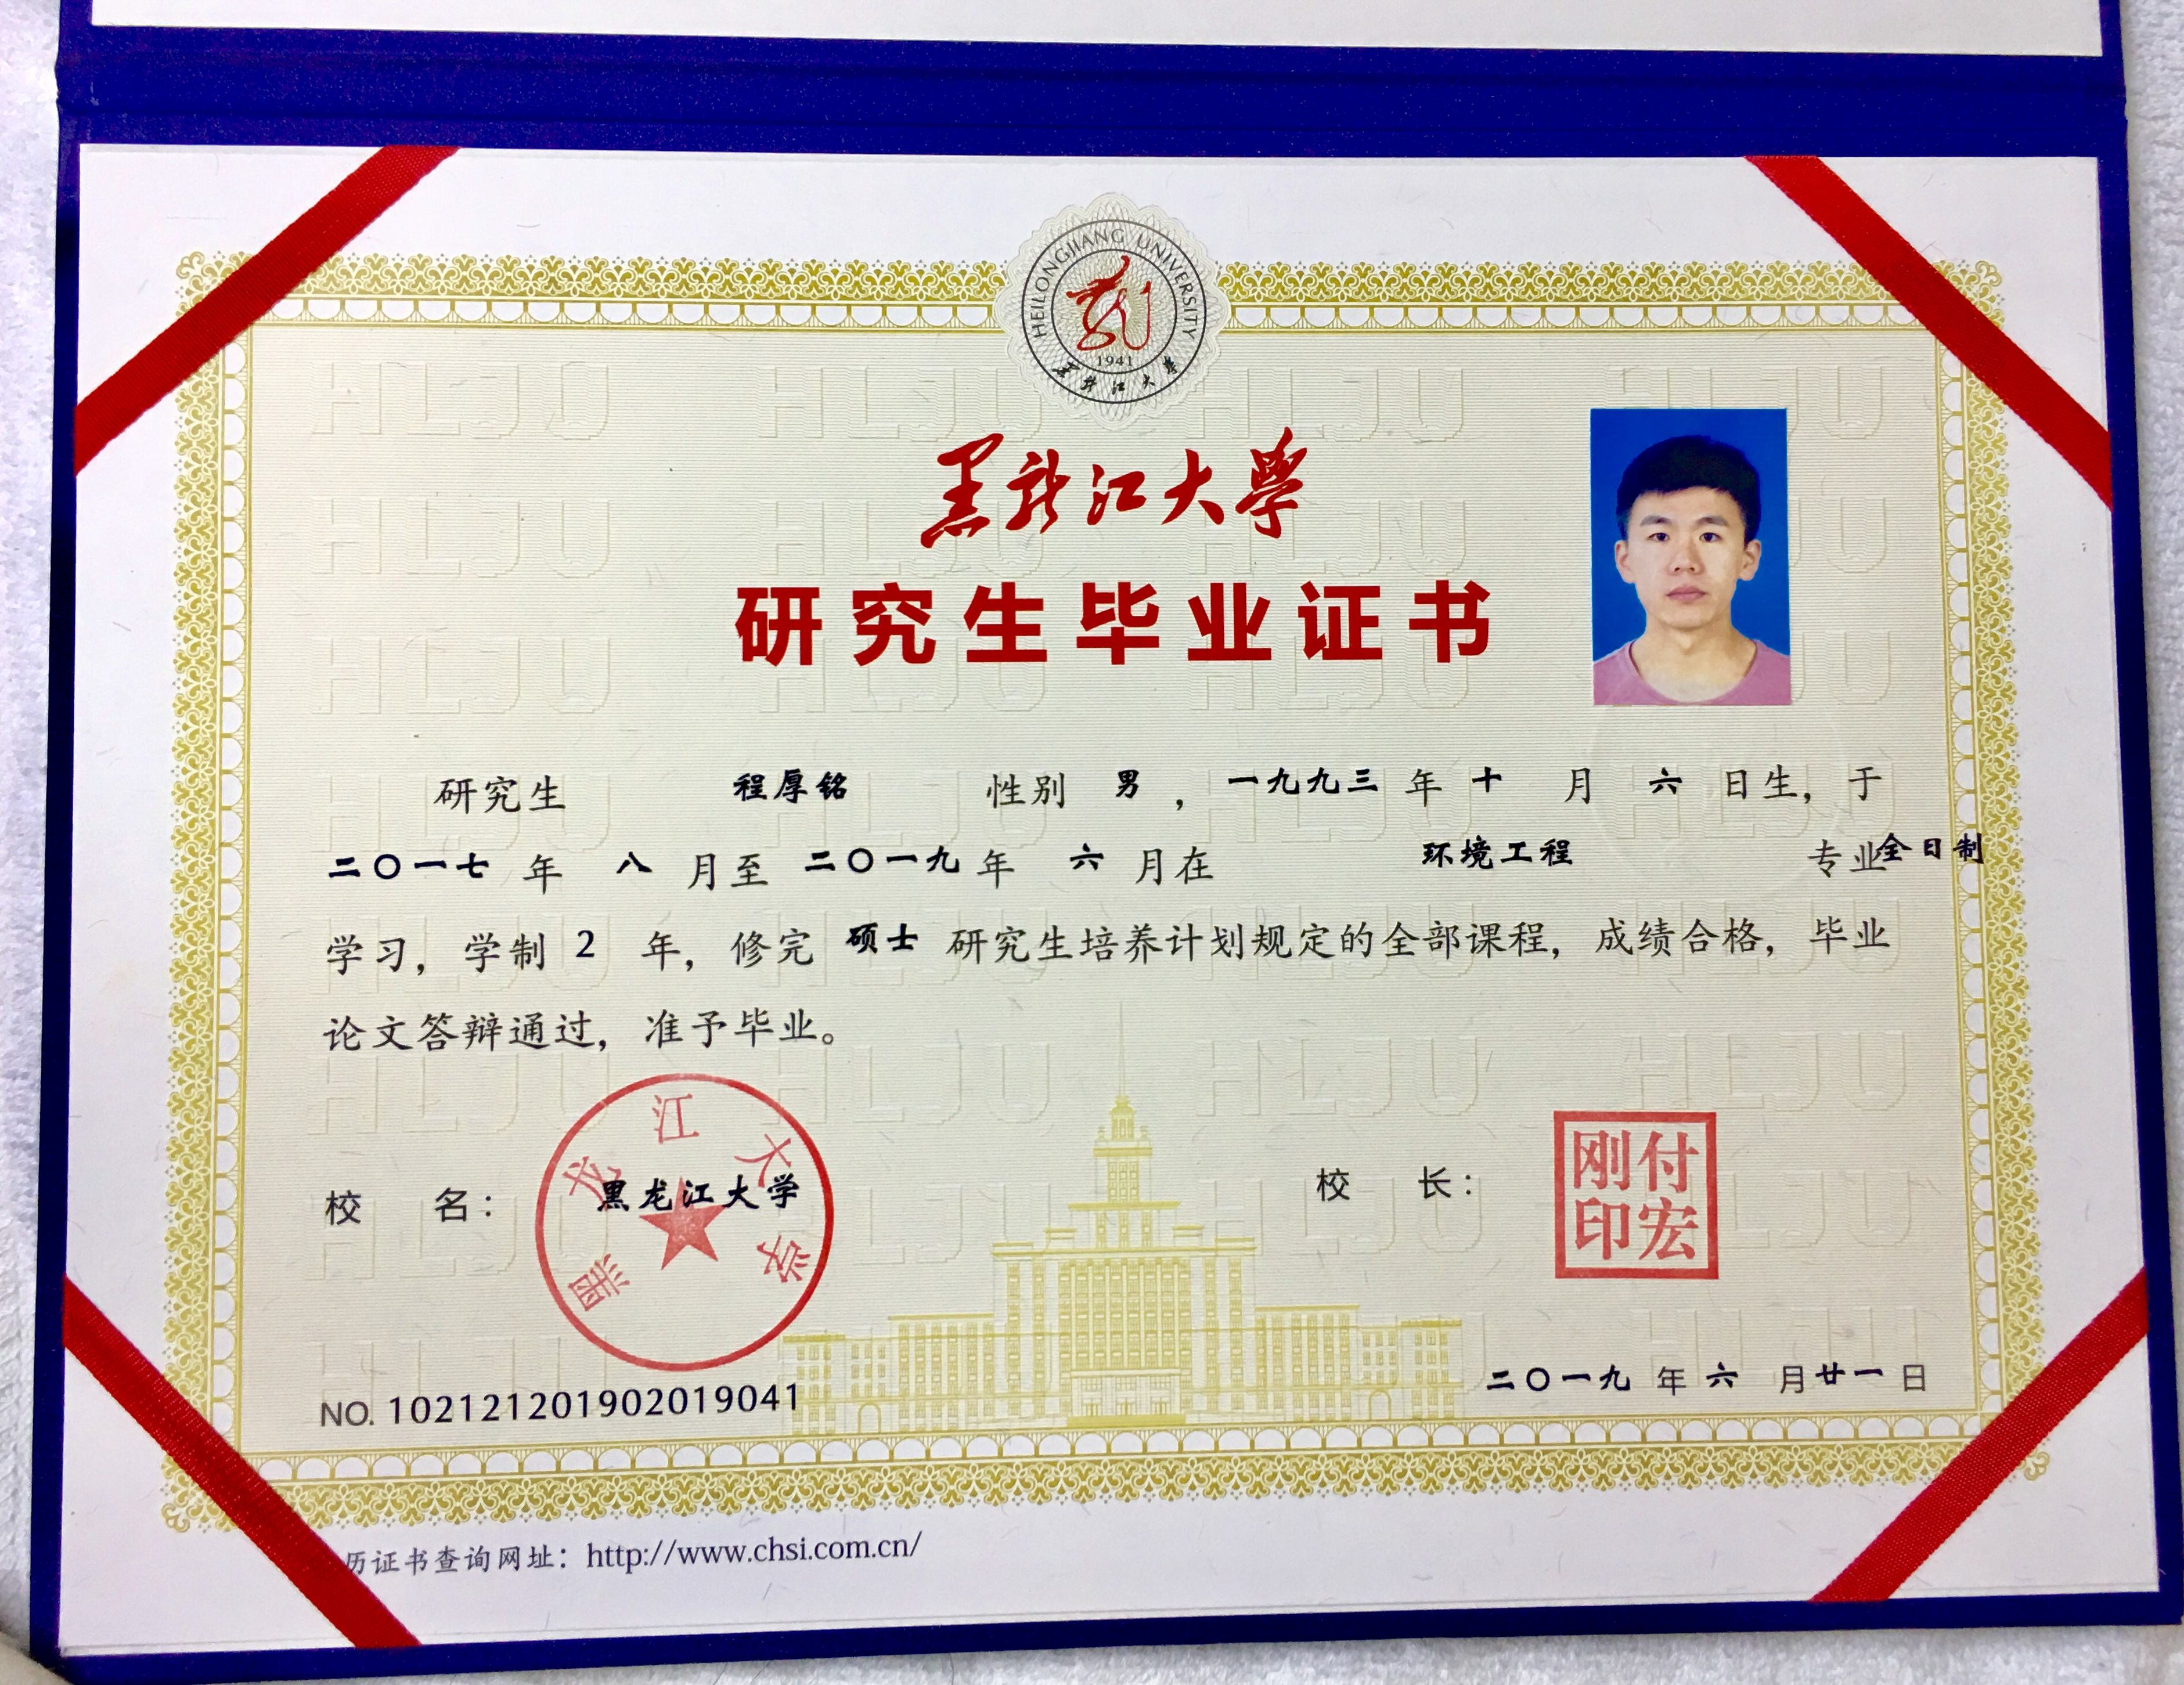 HEILONGJIANG UNIVERSITY
1941
黑龙江大學
黑龙江大學
研究生毕业证书
研究生 程厚铭 性别 男 ，一九九三 年 十 月 六 日生，于
二〇一七 年 八 月至 二〇一九 年 六 月在 环境工程 专业全日制
学习，学制 2 年，修完 硕士 研究生培养计划规定的全部课程，成绩合格，毕业
论文答辩通过，准予毕业。
校 名：黑龙江大学
黑龙江大学
校 长：
付宏刚印
二〇一九 年 六 月廿一日
NO. 102121201902019041
历证书查询网址：http://www.chsi.com.cn/
HLJU